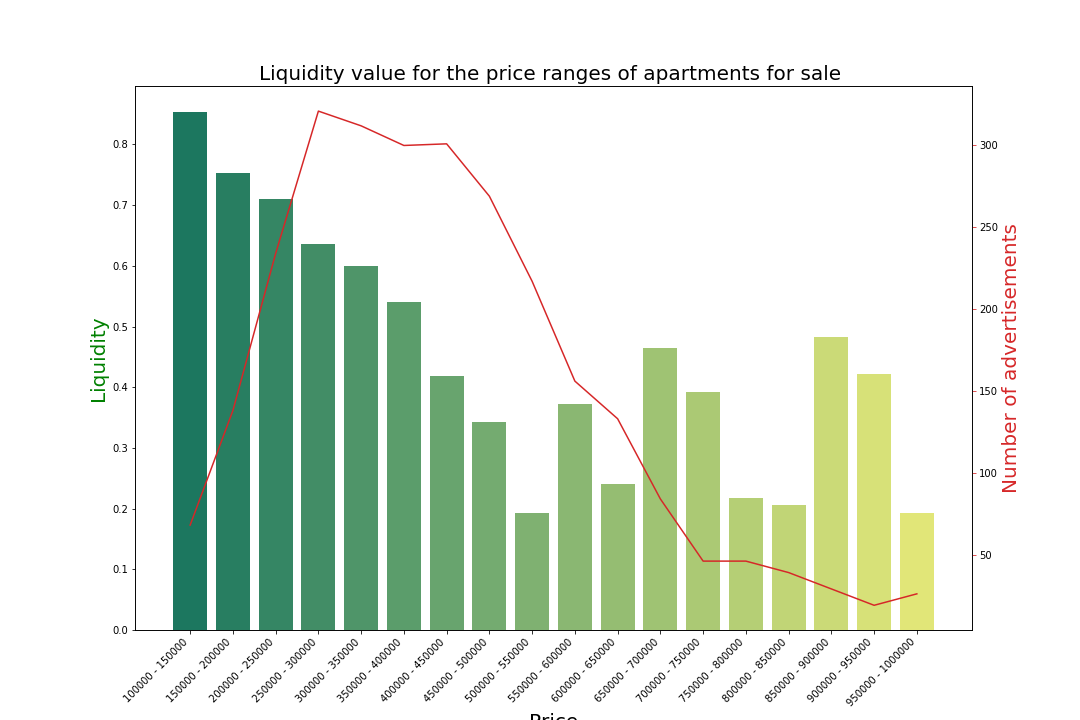 Liquidity value for the price ranges of apartments for sale
Liquidity
0.8
0.7
0.6
0.5
0.4
0.3
0.2
0.1
0.0
300
250
200
150
100
50
Number of advertisements
100000 - 150000
150000 - 200000
200000 - 250000
250000 - 300000
300000 - 350000
350000 - 400000
400000 - 450000
450000 - 500000
500000 - 550000
550000 - 600000
600000 - 650000
650000 - 700000
700000 - 750000
750000 - 800000
800000 - 850000
850000 - 900000
900000 - 950000
950000 - 1000000
Price